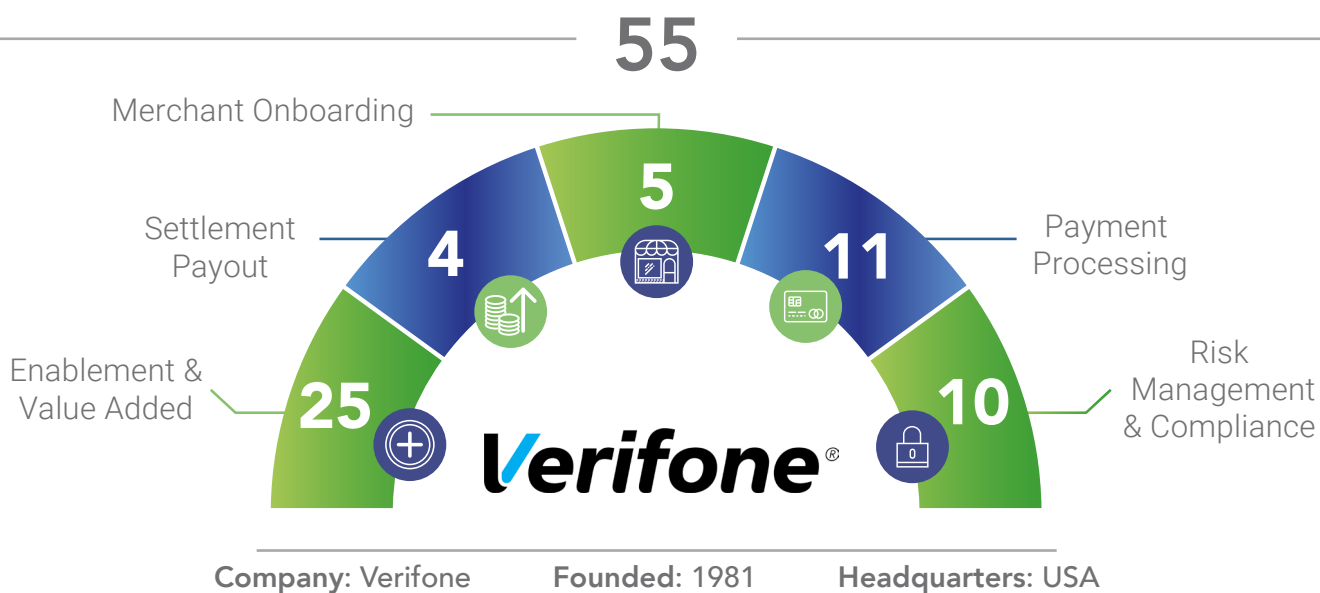 55
Merchant Onboarding
5
Settlement
Payout
4
11
Payment
Processing
Enablement &
Value Added
25
10
Risk
Management
& Compliance
0
Verifone®
Company: Verifone Founded: 1981 Headquarters: USA